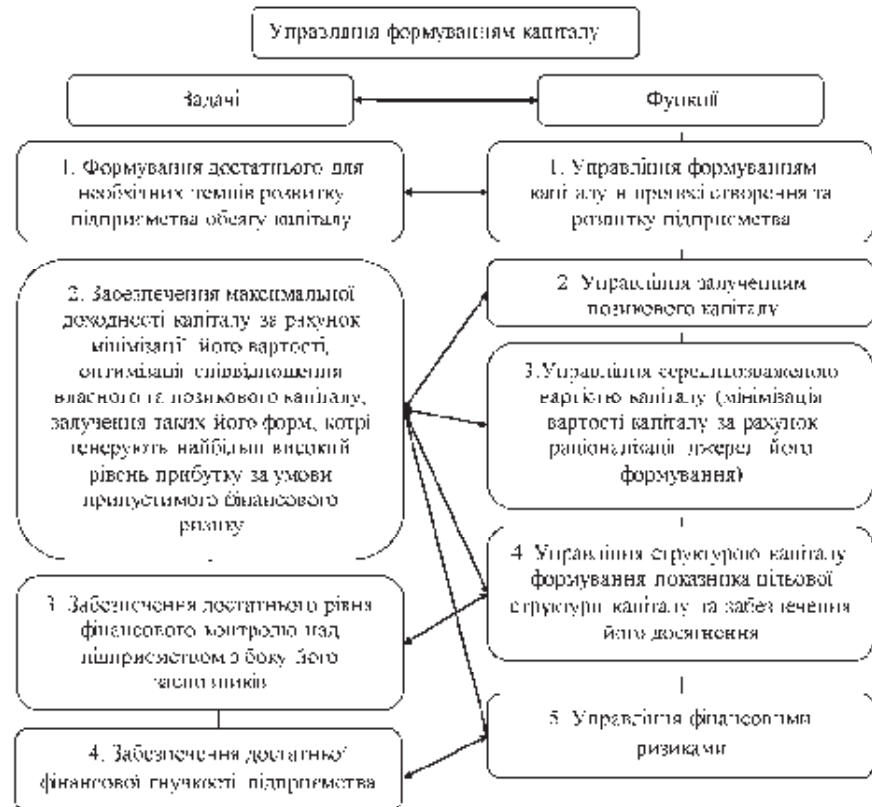 Управління формуванням капіталу
Задачі
Функції
1. Формування достатнього для
необхідних темпів розвитку
підприємства обсягу капіталу
1. Управління формуванням
капіталу в процесі створення та
розвитку підприємства
2. Забезпечення максимальної
доходності капіталу за рахунок
мінімізації його вартості,
оптимізації співвідношення
власного та позикового капіталу,
залучення таких його форм, котрі
генерують найбільш високий
рівень прибутку за умови
припустимого фінансового
ризику
2. Управління залученням
позикового капіталу
3.Управління середньозваженою
вартістю капіталу (мінімізація
вартості капіталу за рахунок
раціоналізації джерел його
формування)
4. Управління структурою капіталу
формування показника цільової
структури капіталу та забезпечення
його досягнення
3. Забезпечення достатнього рівня
фінансового контролю над
підприємством з боку його
засновників
5. Управління фінансовими
ризиками
4. Забезпечення достатньої
фінансової гнучкості підприємства